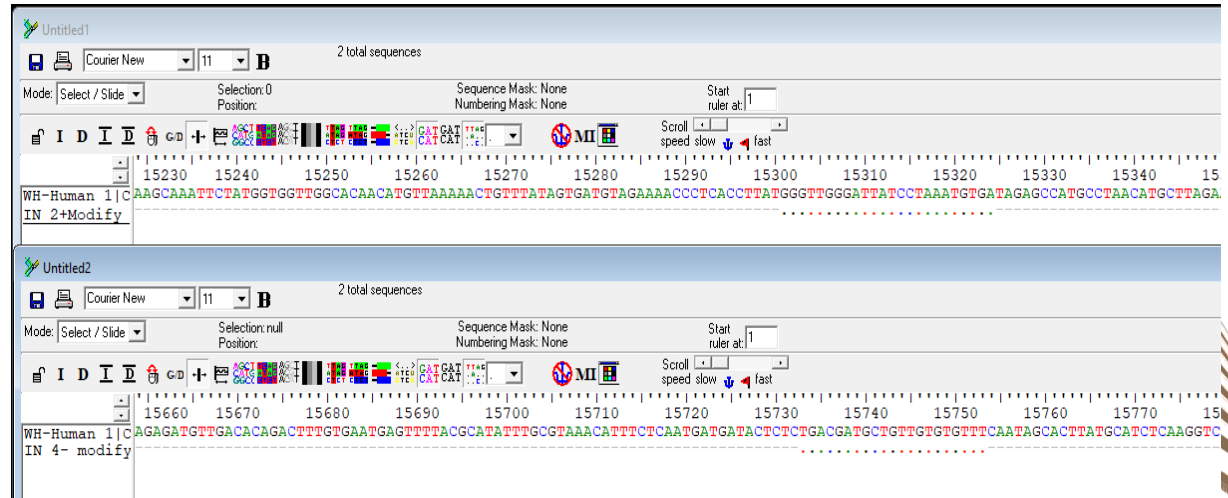 Untitled1
Courier New 11 B 2 total sequences
Mode: Select / Slide Selection: 0 Sequence Mask: None Start
Position: Numbering Mask: None ruler at: 1
I D I D G/D MI Scroll
speed slow fast
15230 15240 15250 15260 15270 15280 15290 15300 15310 15320 15330 15340 15
WH-Human 1|C AAGCAAATTCTATGGTGGTTGGCACAACATGTTAAAAACTGTTTATAGTGATGTAGAAAACCCTCACCTTATGGGTTGGGATTATCCTAAATGTGATAGAGCCATGCCTAACATGCTTAGA
IN 2+Modify
Untitled2
Courier New 11 B 2 total sequences
Mode: Select / Slide Selection: null Sequence Mask: None Start
Position: Numbering Mask: None ruler at: 1
I D I D G/D MI Scroll
speed slow fast
15660 15670 15680 15690 15700 15710 15720 15730 15740 15750 15760 15770 15
WH-Human 1|C AGAGATGTTGACACAGACTTTGTGAATGAGTTTTACGCATATTTGCGTAAACATTTCTCAATGATGATACTCTCTGACGATGCTGTTGTGTGTTTCAATAGCACTTATGCATCTCAAGGTC
IN 4- modify